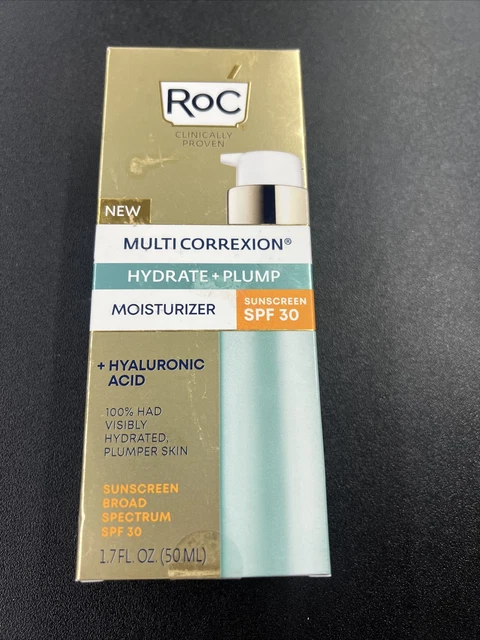 RoC
CLINICALLY
PROVEN
NEW
MULTI CORREXION®
HYDRATE + PLUMP
MOISTURIZER
SUNSCREEN
SPF 30
+ HYALURONIC
ACID
100% HAD
VISIBLY
HYDRATED,
PLUMPER SKIN
SUNSCREEN
BROAD
SPECTRUM
SPF 30
1.7 FL. OZ. (50 ML)